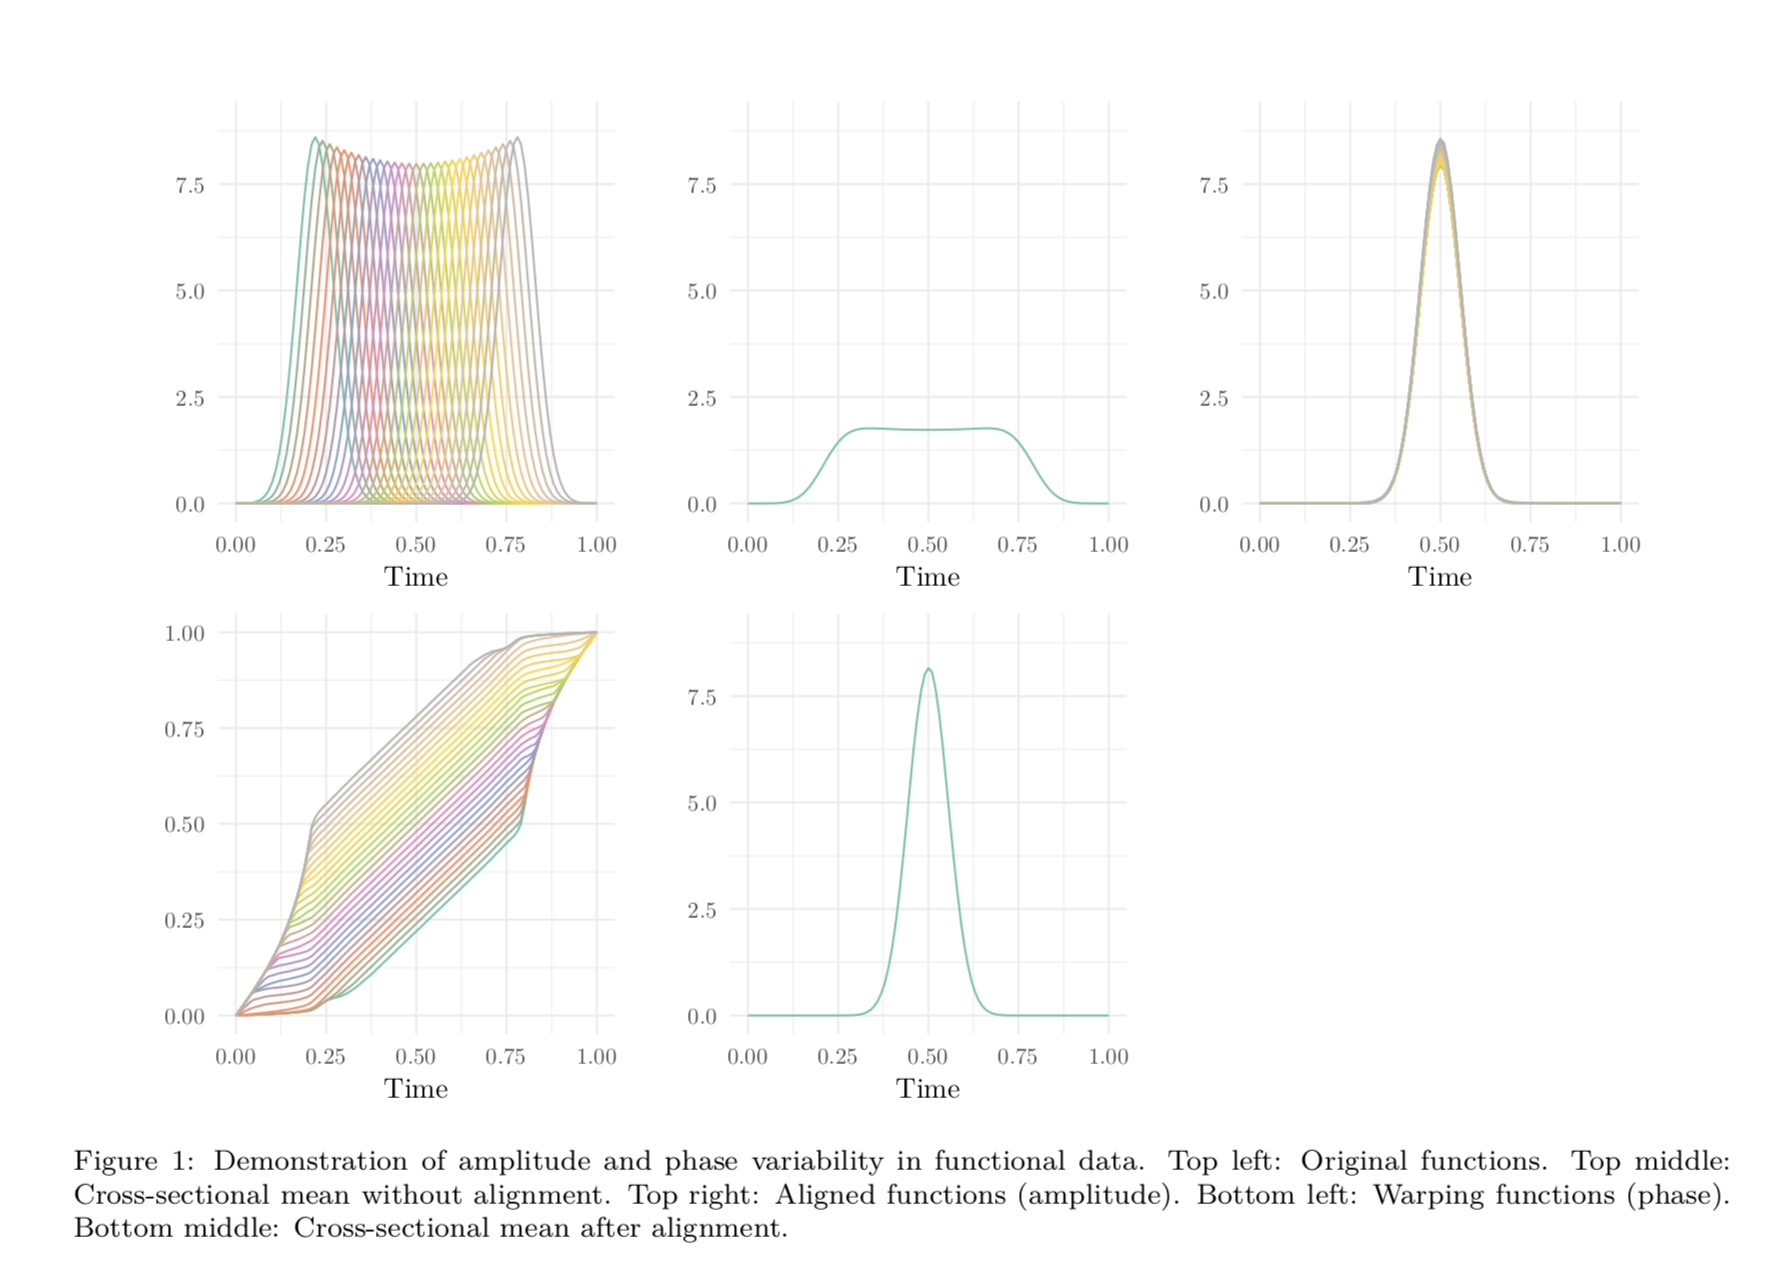 7.5
5.0
2.5
0.0
0.00 0.25 0.50 0.75 1.00
Time
7.5
5.0
2.5
0.0
0.00 0.25 0.50 0.75 1.00
Time
7.5
5.0
2.5
0.0
0.00 0.25 0.50 0.75 1.00
Time
1.00
0.75
0.50
0.25
0.00
0.00 0.25 0.50 0.75 1.00
Time
7.5
5.0
2.5
0.0
0.00 0.25 0.50 0.75 1.00
Time
Figure 1: Demonstration of amplitude and phase variability in functional data. Top left: Original functions. Top middle:
Cross-sectional mean without alignment. Top right: Aligned functions (amplitude). Bottom left: Warping functions (phase).
Bottom middle: Cross-sectional mean after alignment.